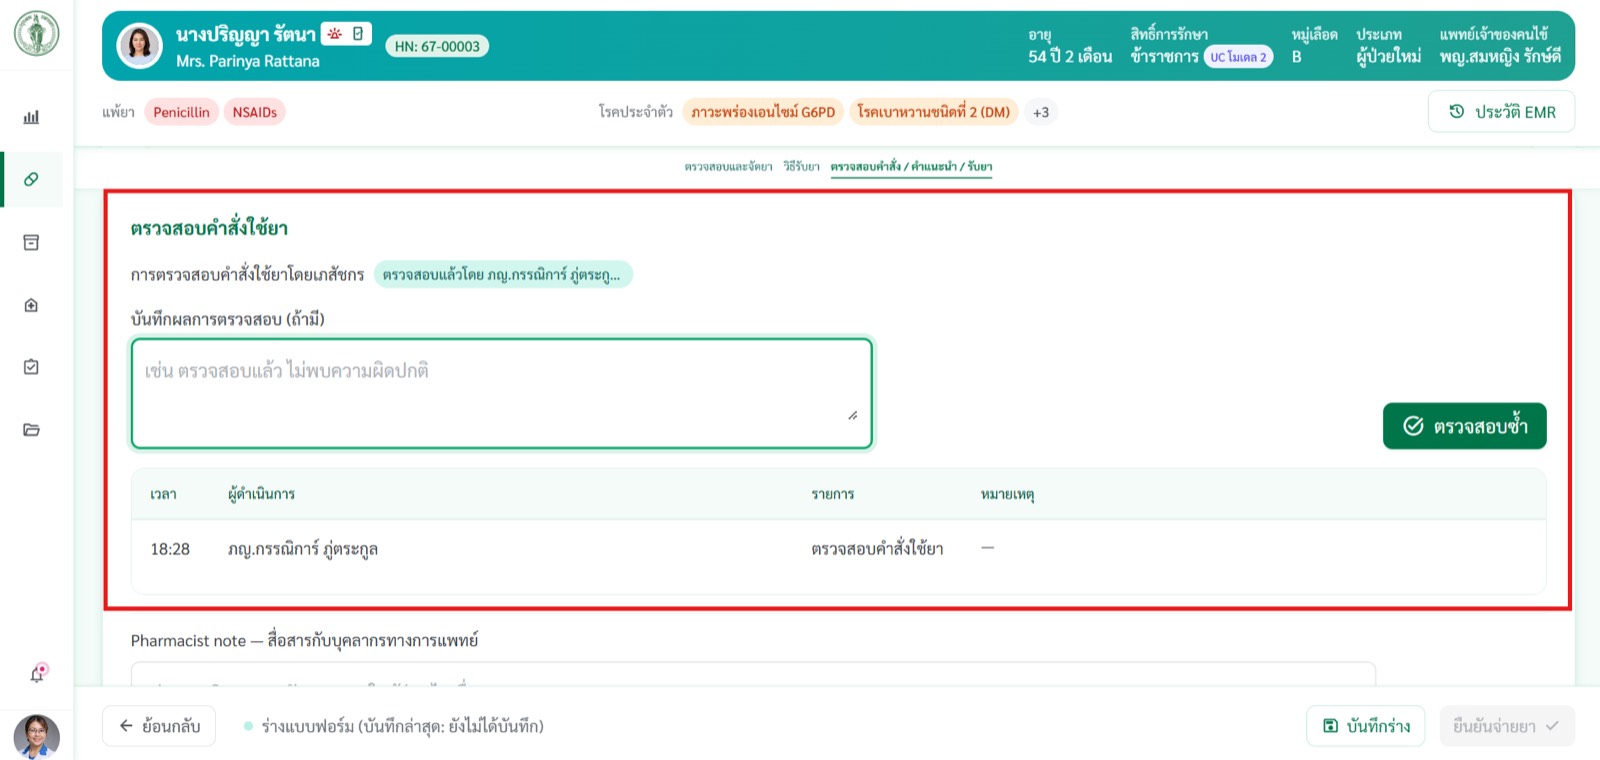 นางปริญญา รัตนา
Mrs. Parinya Rattana
HN: 67-00003
อายุ
54 ปี 2 เดือน
สิทธิ์การรักษา
ข้าราชการ UC โมเดล 2
หมู่เลือด
B
ประเภท
ผู้ป่วยใหม่
แพทย์เจ้าของคนไข้
พญ.สมหญิง รักษ์ดี
แพ้ยา Penicillin NSAIDs
โรคประจำตัว ภาวะพร่องเอนไซม์ G6PD โรคเบาหวานชนิดที่ 2 (DM) +3
ประวัติ EMR
ตรวจสอบและจัดยา วิธีรับยา ตรวจสอบคำสั่ง / คำแนะนำ / รับยา
ตรวจสอบคำสั่งใช้ยา
การตรวจสอบคำสั่งใช้ยาโดยเภสัชกร ตรวจสอบแล้วโดย ภญ.กรรณิการ์ ภู่ตระกู...
บันทึกผลการตรวจสอบ (ถ้ามี)
เช่น ตรวจสอบแล้ว ไม่พบความผิดปกติ
ตรวจสอบซ้ำ
เวลา ผู้ดำเนินการ รายการ หมายเหตุ
18:28 ภญ.กรรณิการ์ ภู่ตระกูล ตรวจสอบคำสั่งใช้ยา —
Pharmacist note — สื่อสารกับบุคลากรทางการแพทย์
ย้อนกลับ ร่างแบบฟอร์ม (บันทึกล่าสุด: ยังไม่ได้บันทึก) บันทึกร่าง ยืนยันจ่ายยา